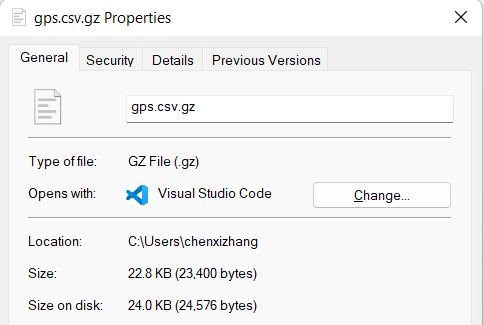 gps.csv.gz Properties
General Security Details Previous Versions
gps.csv.gz
Type of file: GZ File (.gz)
Opens with: Visual Studio Code Change...
Location: C:\Users\chenxizhang
Size: 22.8 KB (23,400 bytes)
Size on disk: 24.0 KB (24,576 bytes)